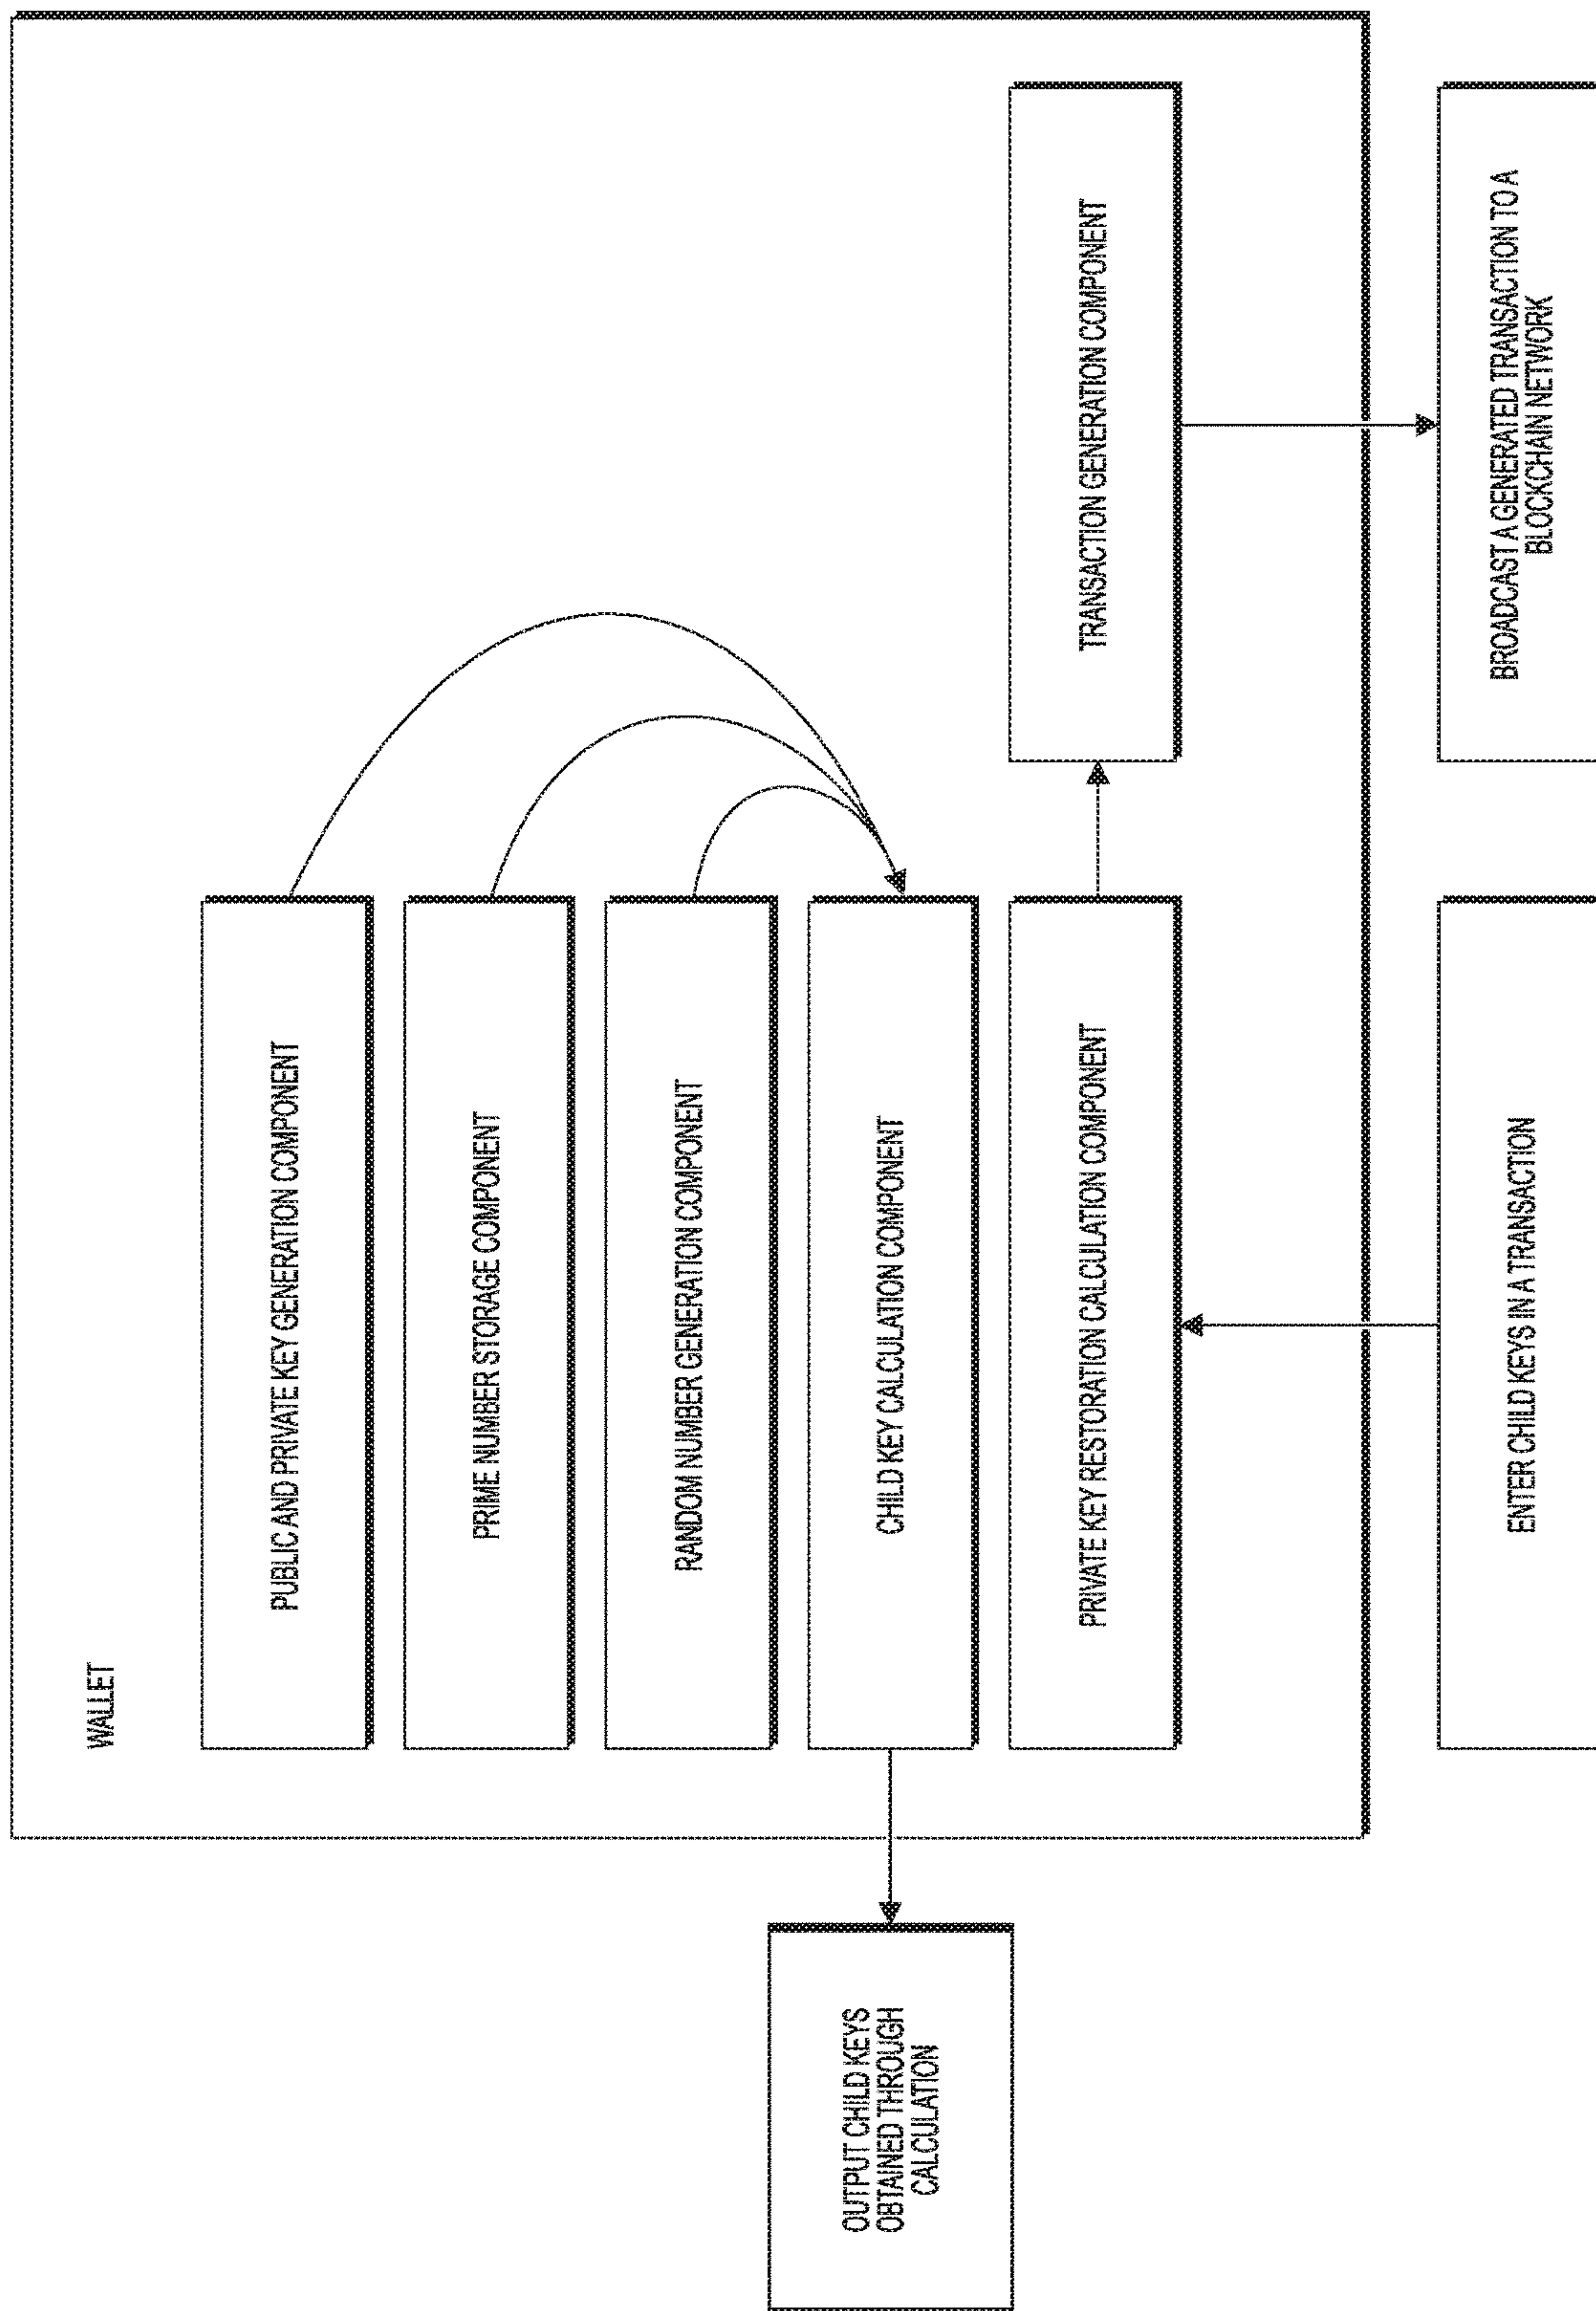 WALLET
PUBLIC AND PRIVATE KEY GENERATION COMPONENT
PRIME NUMBER STORAGE COMPONENT
RANDOM NUMBER GENERATION COMPONENT
CHILD KEY CALCULATION COMPONENT
PRIVATE KEY RESTORATION CALCULATION COMPONENT
TRANSACTION GENERATION COMPONENT
OUTPUT CHILD KEYS
OBTAINED THROUGH
CALCULATION
ENTER CHILD KEYS IN A TRANSACTION
BROADCAST A GENERATED TRANSACTION TO A
BLOCKCHAIN NETWORK